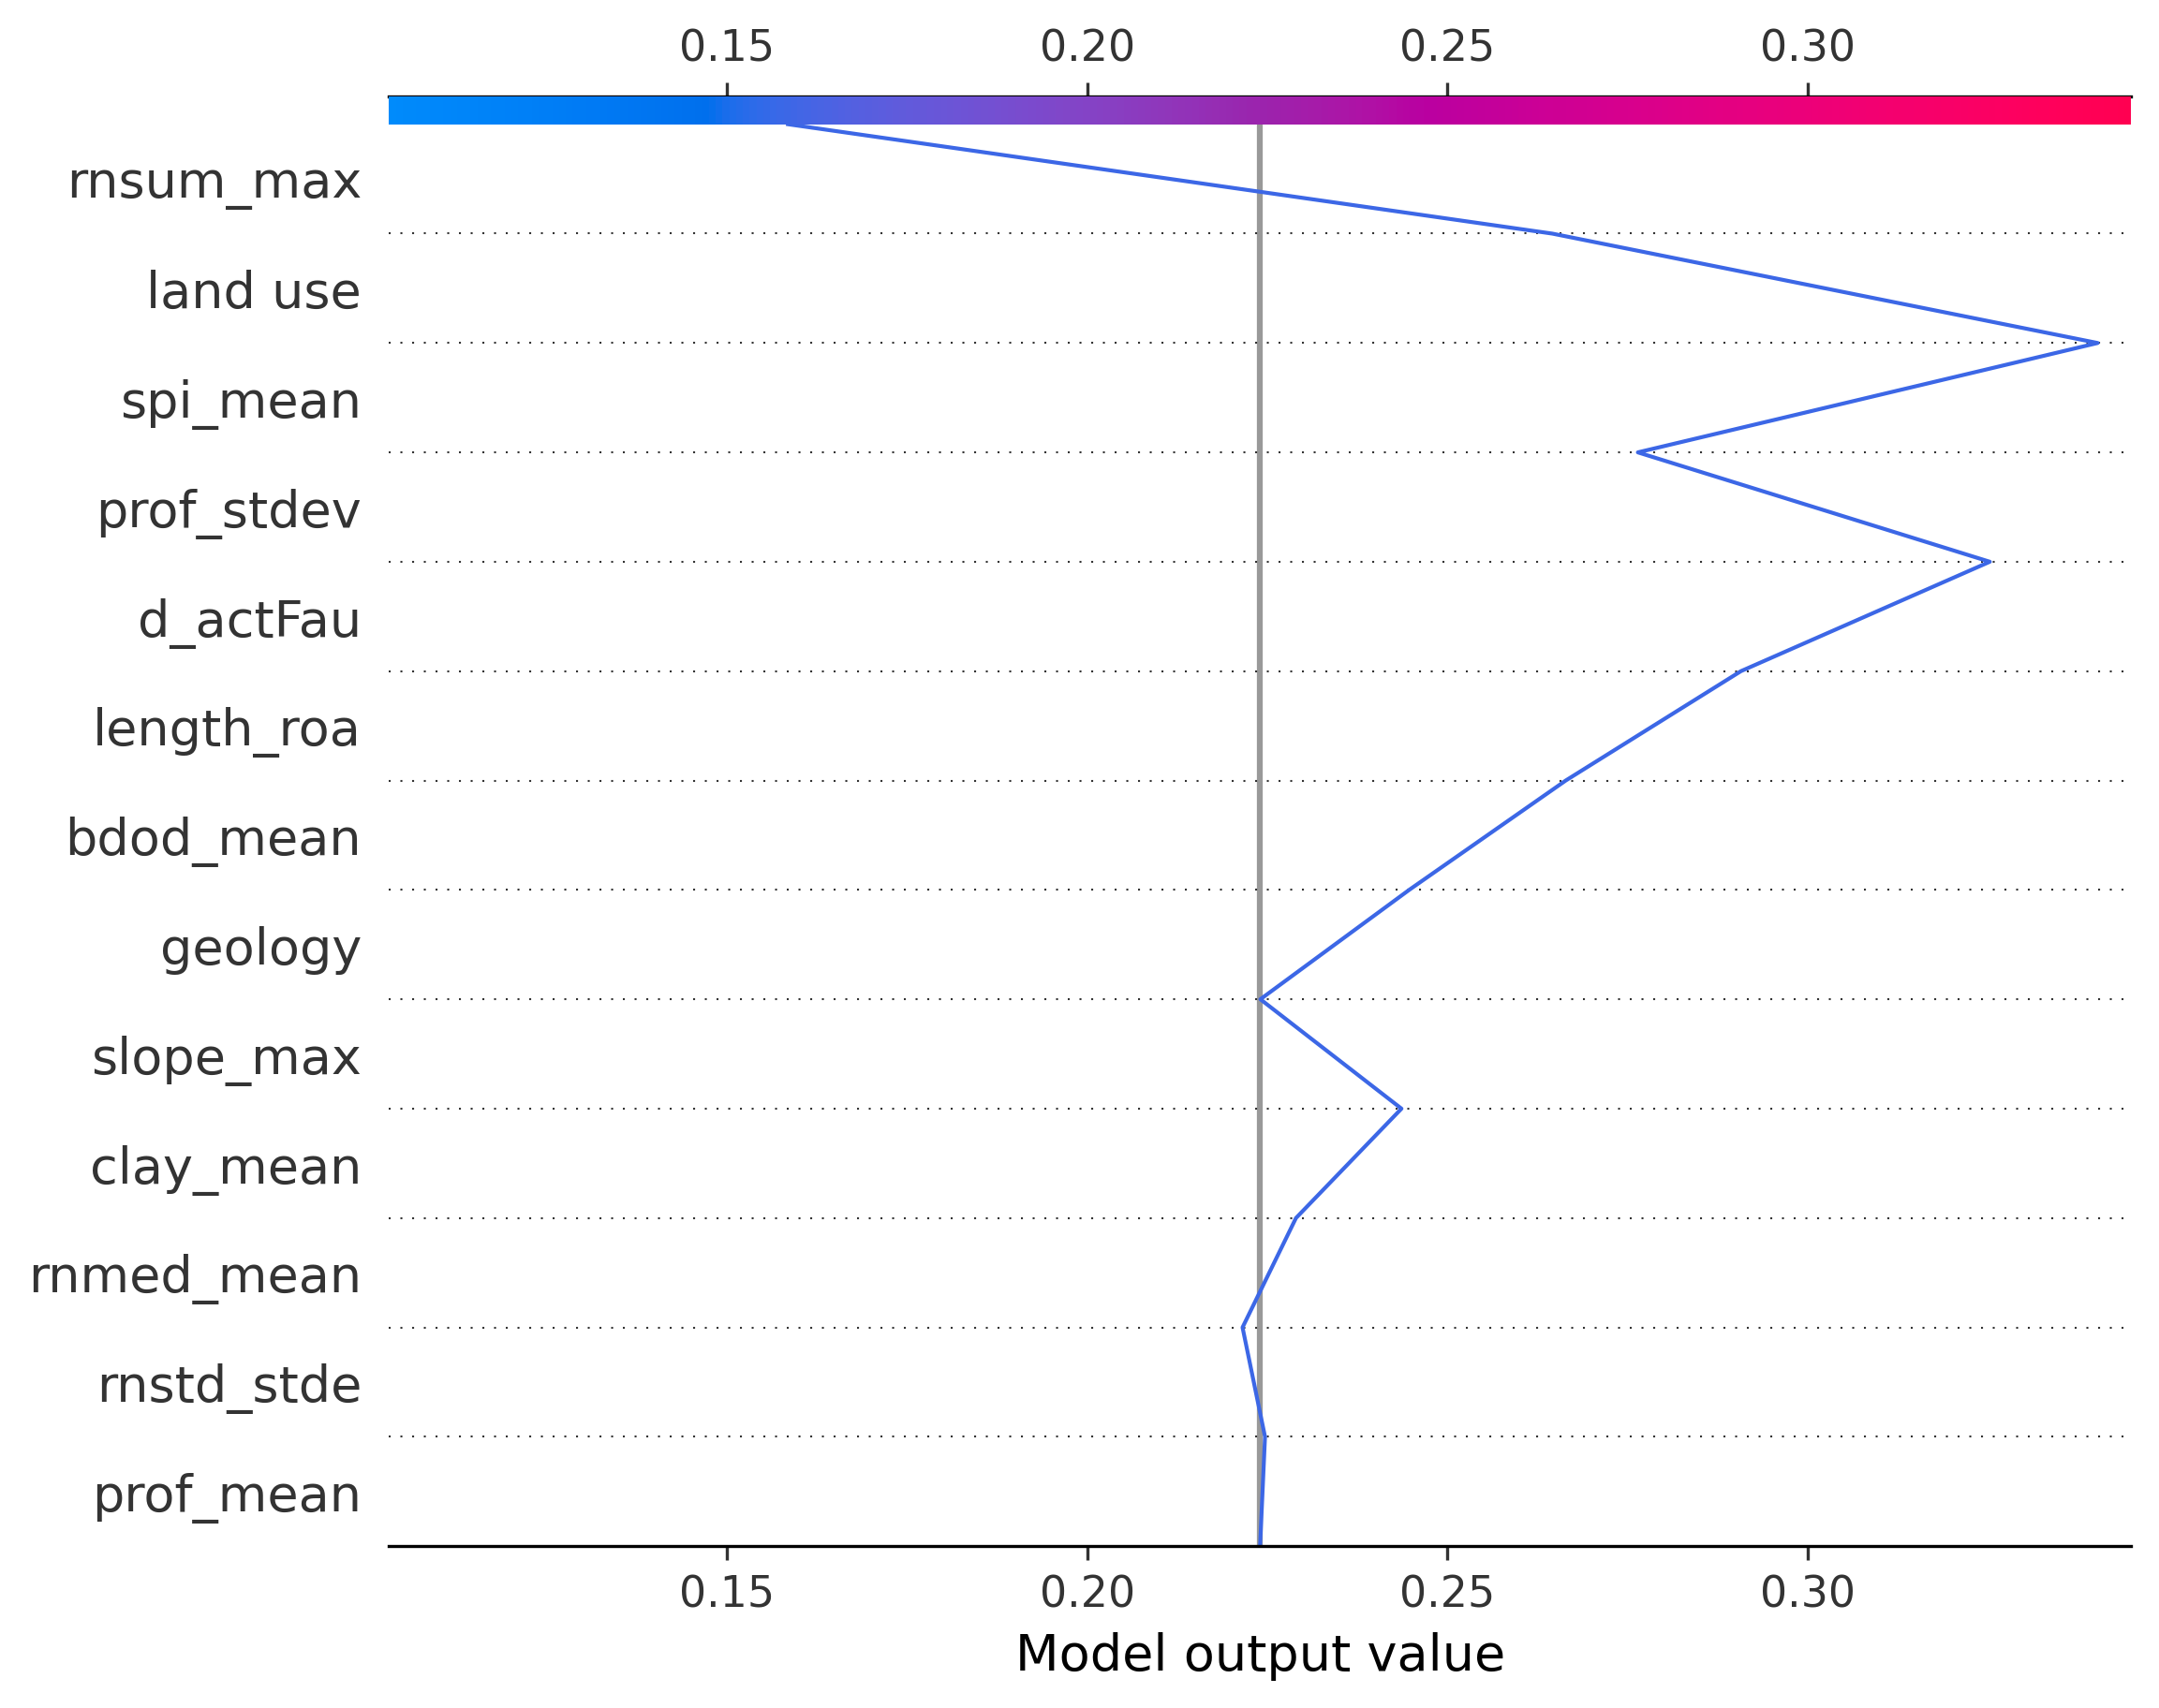 0.15 0.20 0.25 0.30
rnsum_max
land use
spi_mean
prof_stdev
d_actFau
length_roa
bdod_mean
geology
slope_max
clay_mean
rnmed_mean
rnstd_stde
prof_mean
0.15 0.20 0.25 0.30
Model output value